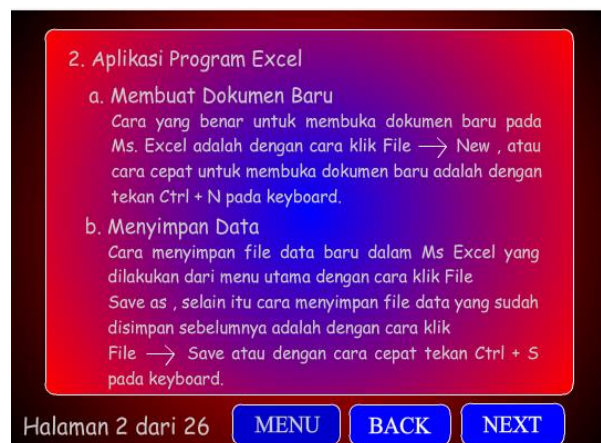 2. Aplikasi Program Excel
a. Membuat Dokumen Baru
Cara yang benar untuk membuka dokumen baru pada
Ms. Excel adalah dengan cara klik File → New , atau
cara cepat untuk membuka dokumen baru adalah dengan
tekan Ctrl + N pada keyboard.
b. Menyimpan Data
Cara menyimpan file data baru dalam Ms Excel yang
dilakukan dari menu utama dengan cara klik File
Save as , selain itu cara menyimpan file data yang sudah
disimpan sebelumnya adalah dengan cara klik
File → Save atau dengan cara cepat tekan Ctrl + S
pada keyboard.
Halaman 2 dari 26 MENU BACK NEXT